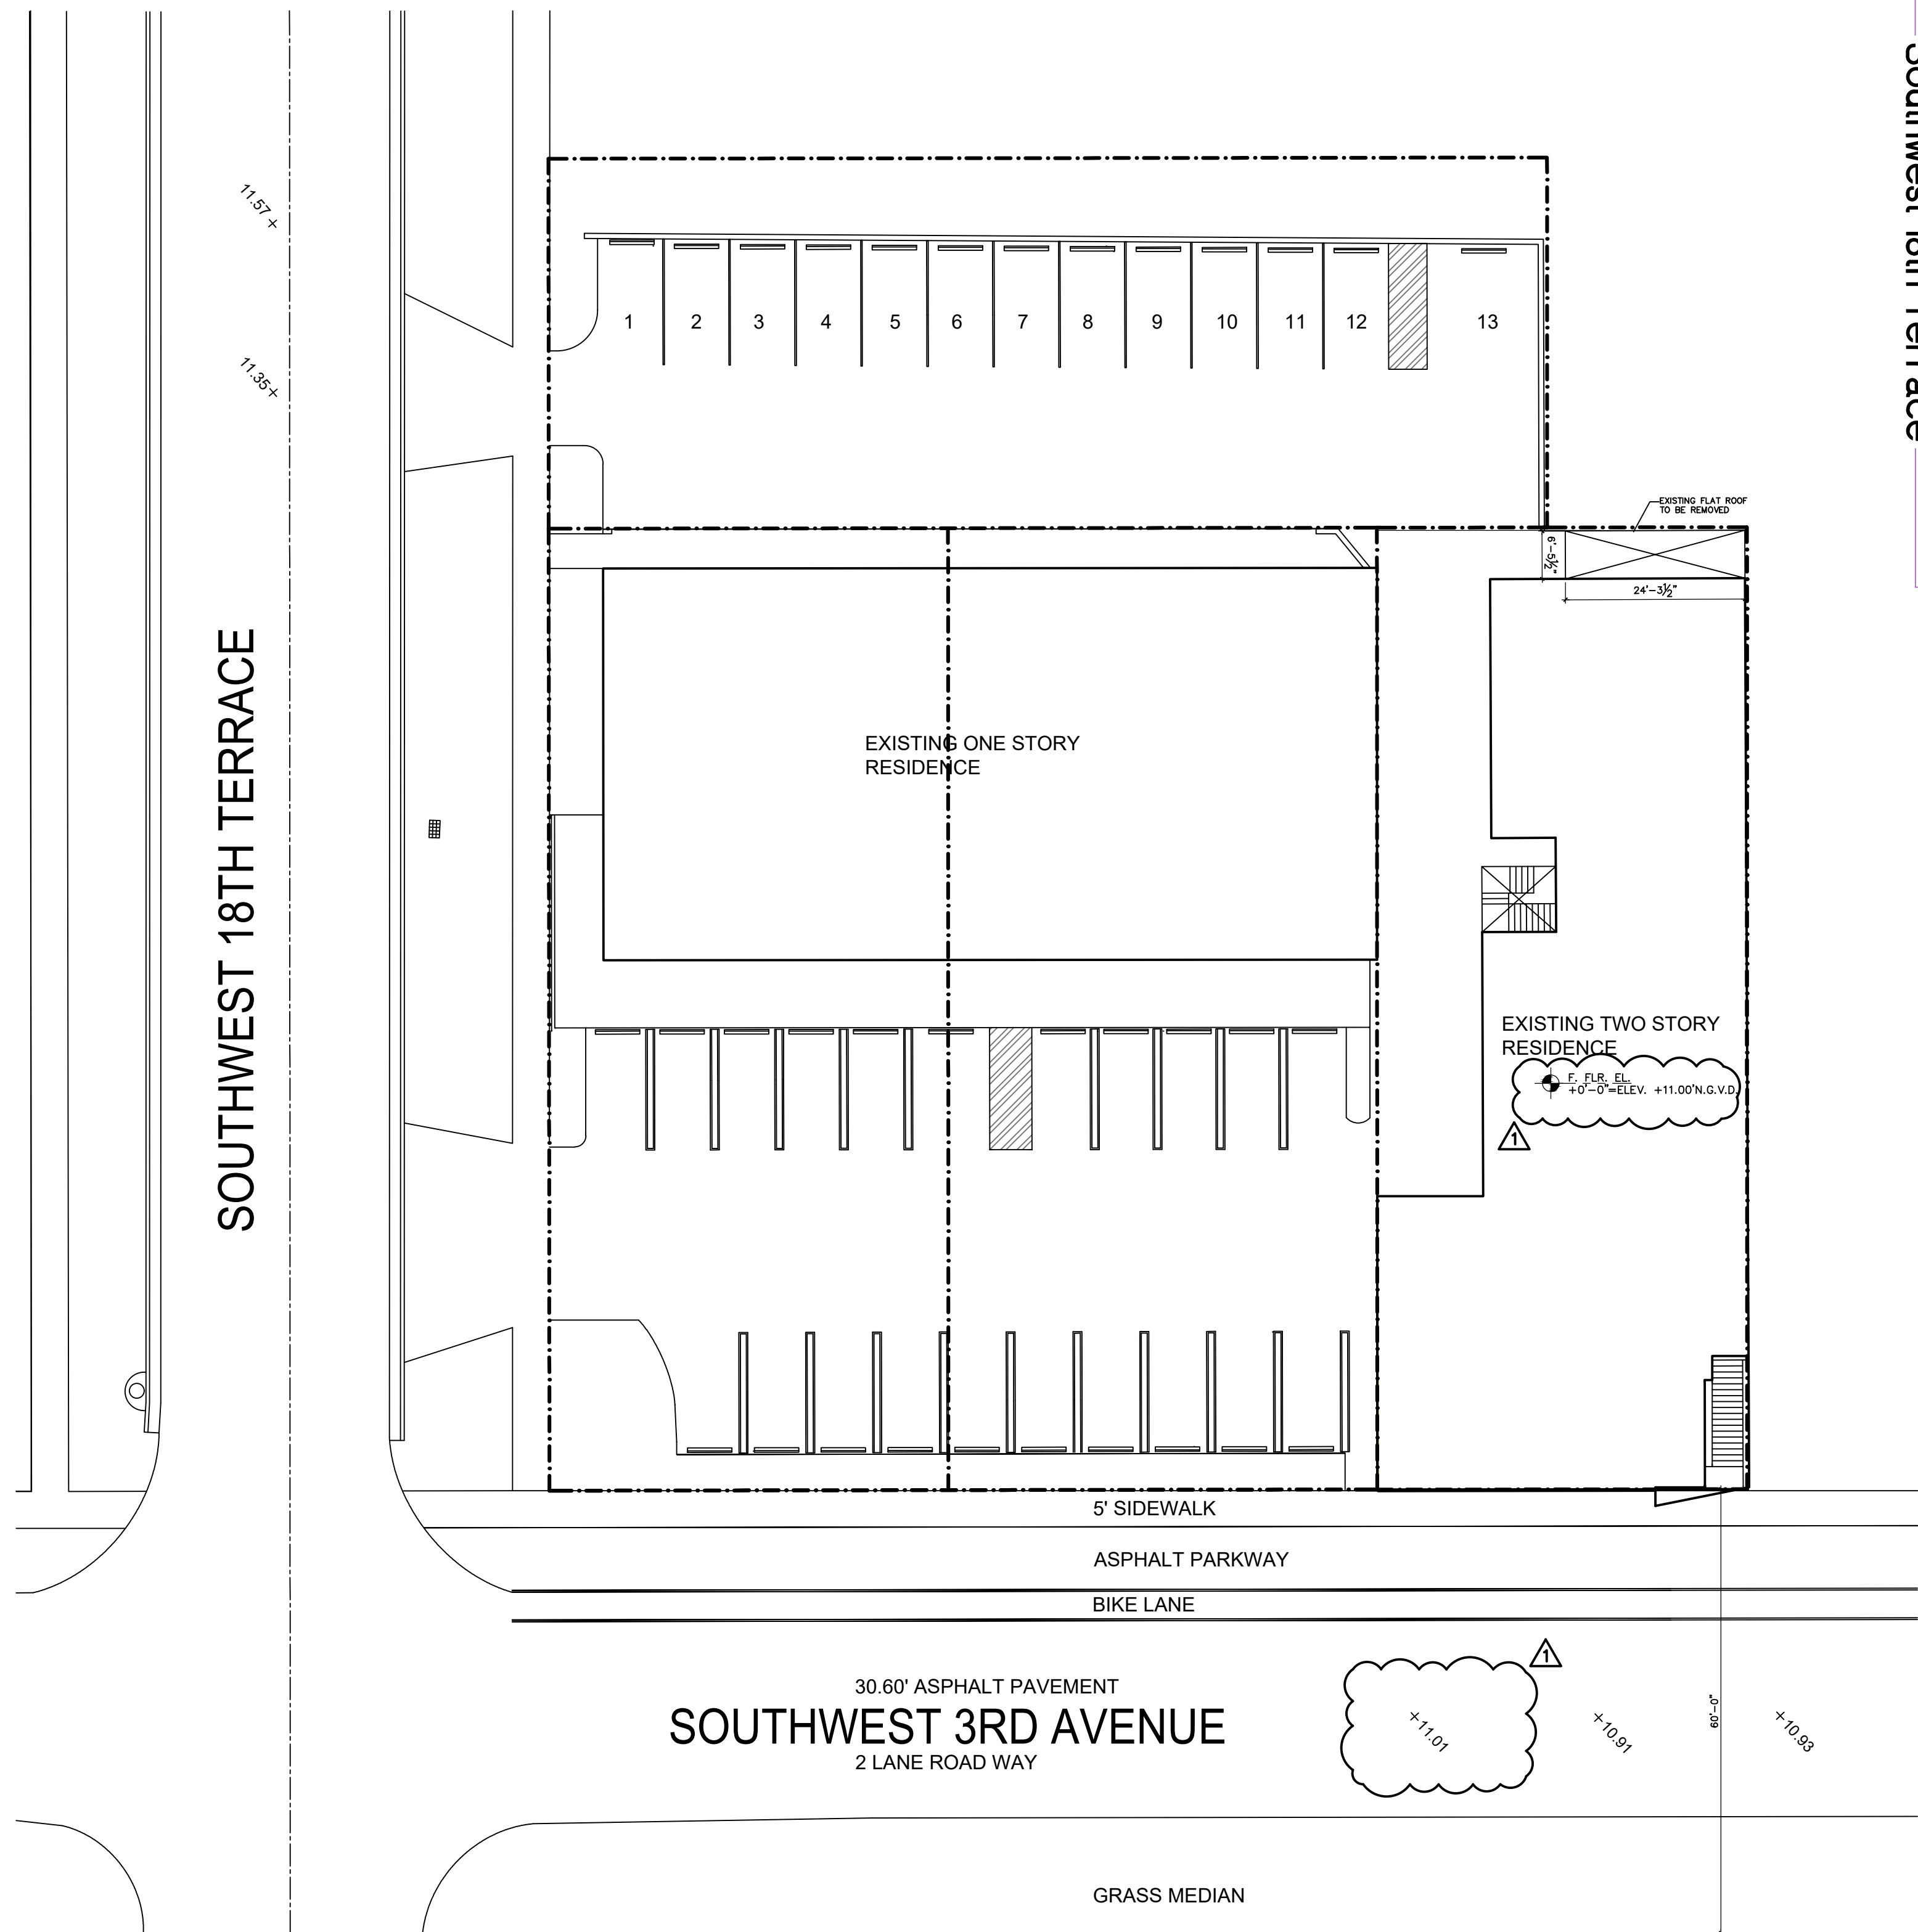 Southwest 18th Terrace
11.57 +
11.35+
1 2 3 4 5 6 7 8 9 10 11 12 13
EXISTING FLAT ROOF
TO BE REMOVED
6'-5½"
24'-3½"
SOUTHWEST 18TH TERRACE
EXISTING ONE STORY
RESIDENCE
EXISTING TWO STORY
RESIDENCE
F. FLR. EL.
+0'-0"=ELEV. +11.00'N.G.V.D.
1
5' SIDEWALK
ASPHALT PARKWAY
BIKE LANE
1
30.60' ASPHALT PAVEMENT
SOUTHWEST 3RD AVENUE
2 LANE ROAD WAY
+11.01
+10.91
60'-0"
+10.93
GRASS MEDIAN